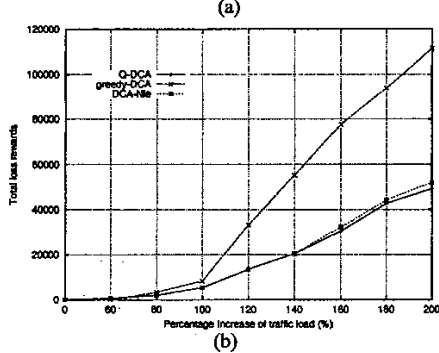 (a)
120000
100000
80000
60000
40000
20000
0
Total loss rewards
Q-DCA
greedy-DCA
DCA-Nie
0 60 80 100 120 140 160 180 200
Percentage increase of traffic load (%)
(b)